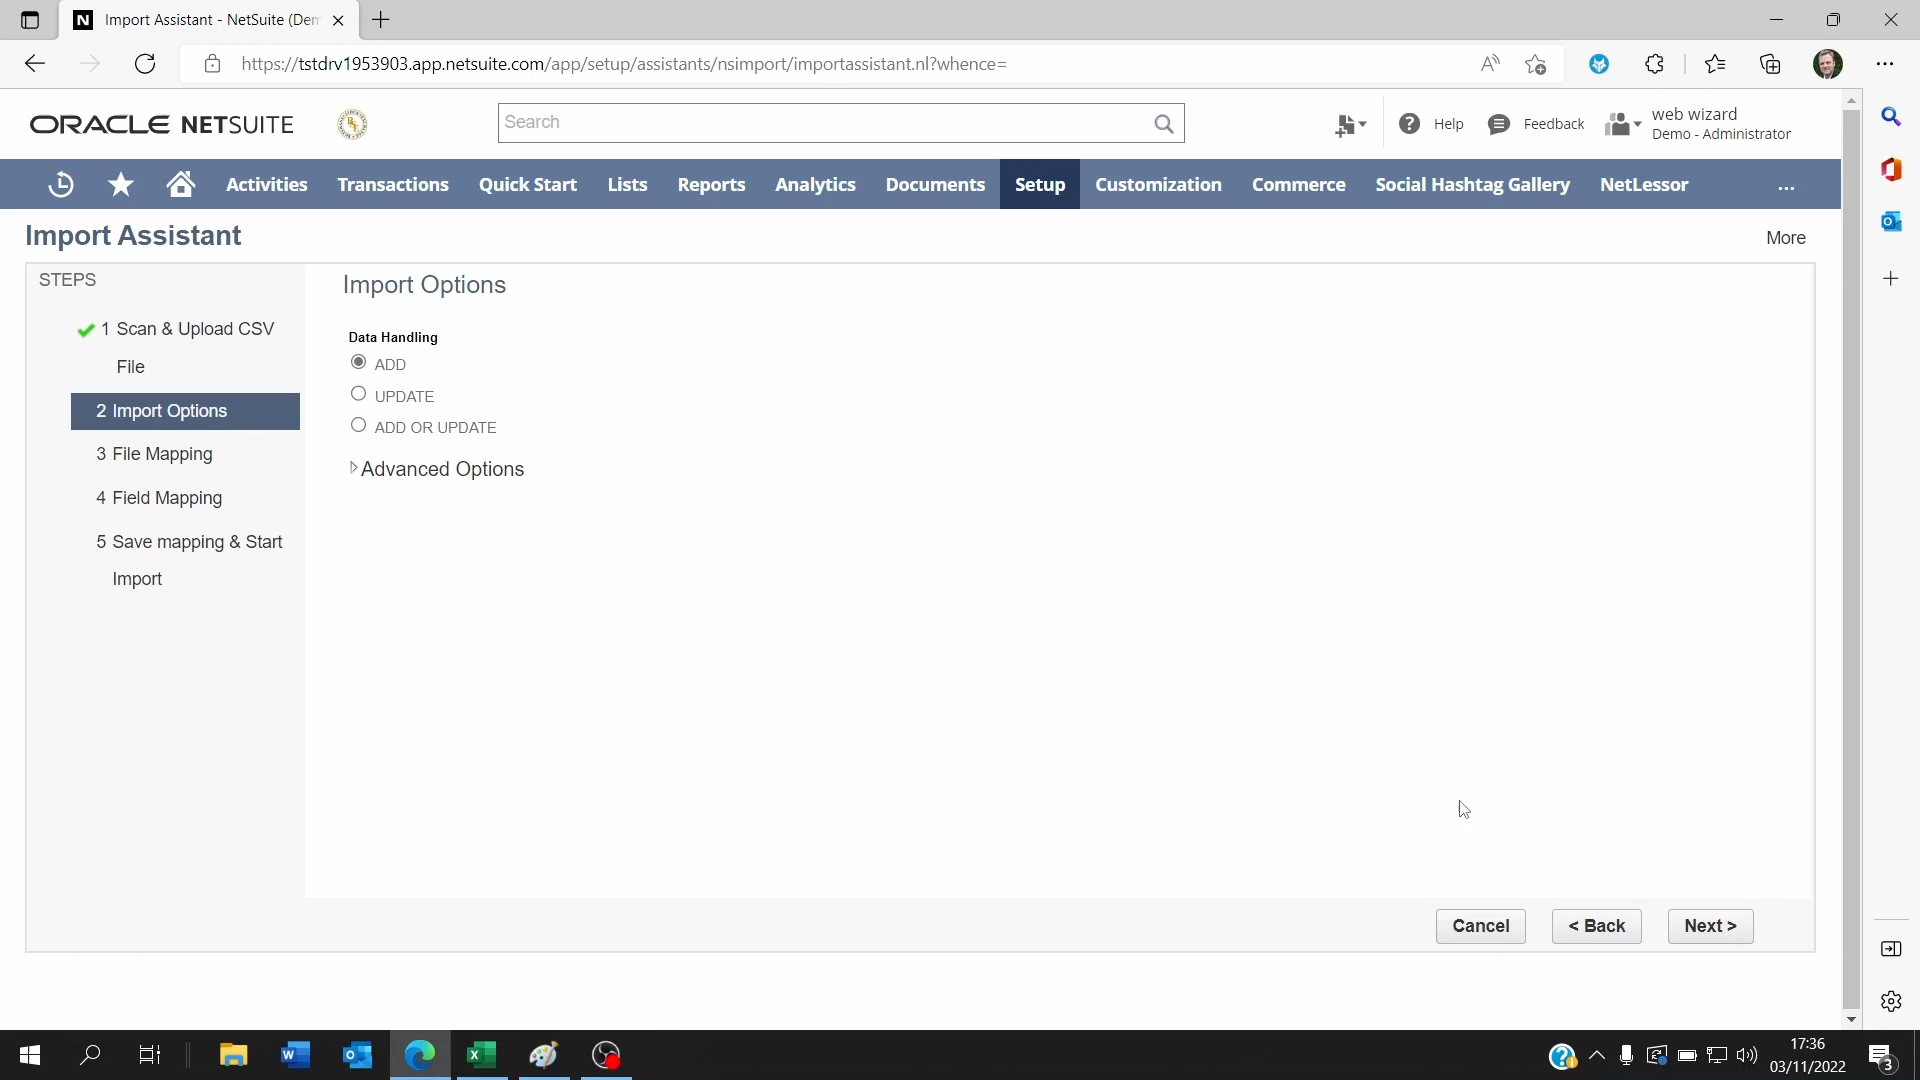 Import Assistant - NetSuite (Dem
https://tstdrv1953903.app.netsuite.com/app/setup/assistants/nsimport/importassistant.nl?whence=
ORACLE NETSUITE
Search
Help
Feedback
web wizard
Demo - Administrator
Activities
Transactions
Quick Start
Lists
Reports
Analytics
Documents
Setup
Customization
Commerce
Social Hashtag Gallery
NetLessor
...
Import Assistant
More
STEPS
1 Scan & Upload CSV
File
2 Import Options
3 File Mapping
4 Field Mapping
5 Save mapping & Start
Import
Import Options
Data Handling
ADD
UPDATE
ADD OR UPDATE
Advanced Options
Cancel
< Back
Next >
17:36
03/11/2022
3